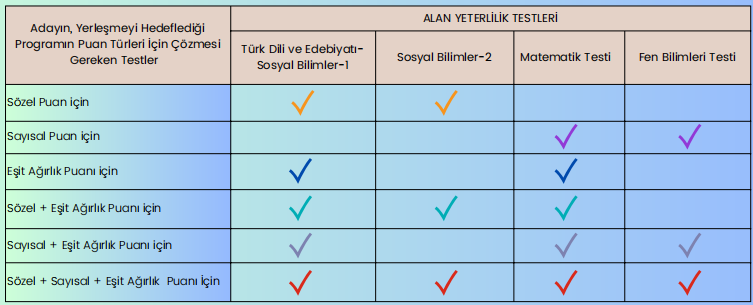 Adayın, Yerleşmeyi Hedeflediği
Programın Puan Türleri İçin Çözmesi
Gereken Testler
ALAN YETERLİLİK TESTLERİ
Türk Dili ve Edebiyatı-
Sosyal Bilimler-1
Sosyal Bilimler-2
Matematik Testi
Fen Bilimleri Testi
Sözel Puan için
Sayısal Puan için
Eşit Ağırlık Puanı için
Sözel + Eşit Ağırlık Puanı için
Sayısal + Eşit Ağırlık Puanı için
Sözel + Sayısal + Eşit Ağırlık Puanı İçin